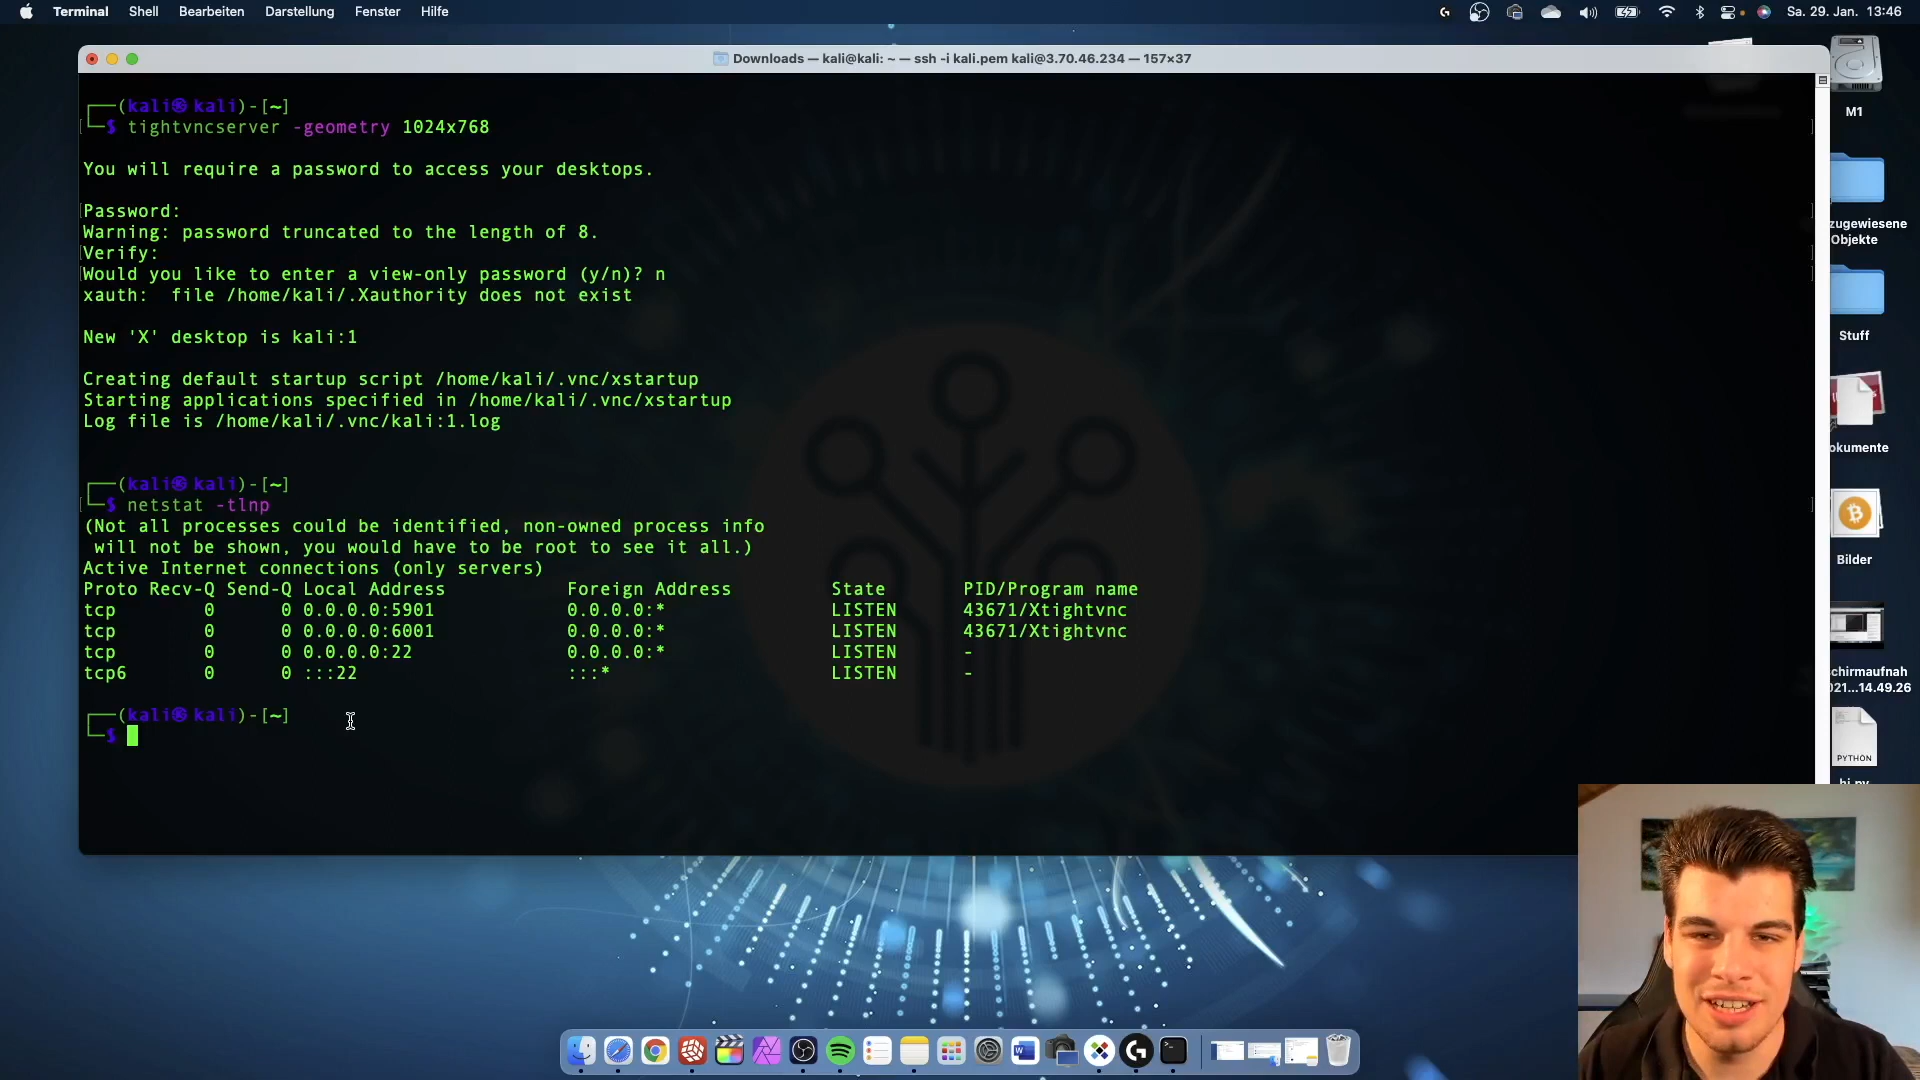 Terminal Shell Bearbeiten Darstellung Fenster Hilfe Sa. 29. Jan. 13:46
Downloads — kali@kali: ~ — ssh -i kali.pem kali@3.70.46.234 — 157×37
┌──(kali㉿kali)-[~]
└─$ tightvncserver -geometry 1024x768
You will require a password to access your desktops.
Password:
Warning: password truncated to the length of 8.
Verify:
Would you like to enter a view-only password (y/n)? n
xauth:  file /home/kali/.Xauthority does not exist
New 'X' desktop is kali:1
Creating default startup script /home/kali/.vnc/xstartup
Starting applications specified in /home/kali/.vnc/xstartup
Log file is /home/kali/.vnc/kali:1.log
┌──(kali㉿kali)-[~]
└─$ netstat -tlnp
(Not all processes could be identified, non-owned process info
 will not be shown, you would have to be root to see it all.)
Active Internet connections (only servers)
Proto Recv-Q Send-Q Local Address           Foreign Address         State       PID/Program name
tcp        0      0 0.0.0.0:5901            0.0.0.0:*               LISTEN      43671/Xtightvnc
tcp        0      0 0.0.0.0:6001            0.0.0.0:*               LISTEN      43671/Xtightvnc
tcp        0      0 0.0.0.0:22              0.0.0.0:*               LISTEN      -
tcp6       0      0 :::22                   :::*                    LISTEN      -
┌──(kali㉿kali)-[~]
└─$
M1
zugewiesene
Objekte
Stuff
okumente
Bilder
schirmaufnah
021...14.49.26
PYTHON